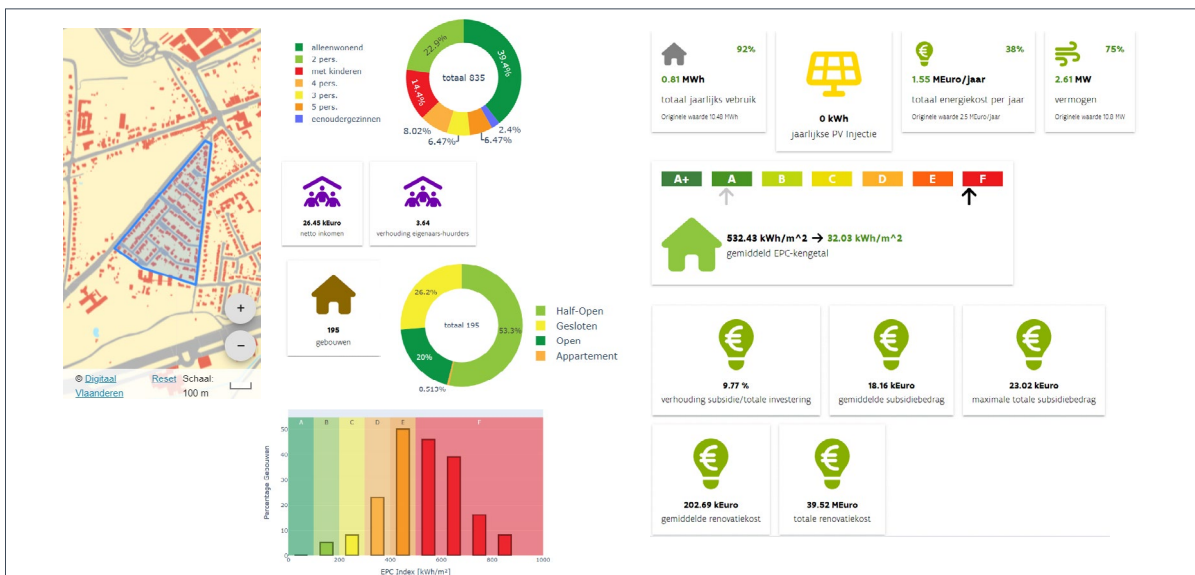 © Digitaal Vlaanderen
Reset
Schaal: 100 m
+
−
alleenwonend
2 pers.
met kinderen
4 pers.
3 pers.
5 pers.
eenoudergezinnen
totaal 835
39.4%
22.9%
14.4%
8.02%
6.47%
6.47%
2.4%
26.45 kEuro
netto inkomen
3.64
verhouding eigenaars-huurders
195
gebouwen
totaal 195
53.3%
26.2%
20%
0.513%
Half-Open
Gesloten
Open
Appartement
A B C D E F
Percentage Gebouwen
50
40
30
20
10
0
0 200 400 600 800 1000
EPC Index [kWh/m²]
92%
0.81 MWh
totaal jaarlijks vebruik
Originele waarde 10.48 MWh
0 kWh
jaarlijkse PV Injectie
38%
1.55 MEuro/jaar
totaal energiekost per jaar
Originele waarde 2.5 MEuro/jaar
75%
2.61 MW
vermogen
Originele waarde 10.8 MW
A+ A B C D E F
532.43 kWh/m^2 → 32.03 kWh/m^2
gemiddeld EPC-kengetal
9.77 %
verhouding subsidie/totale investering
18.16 kEuro
gemiddelde subsidiebedrag
23.02 kEuro
maximale totale subsidiebedrag
202.69 kEuro
gemiddelde renovatiekost
39.52 MEuro
totale renovatiekost